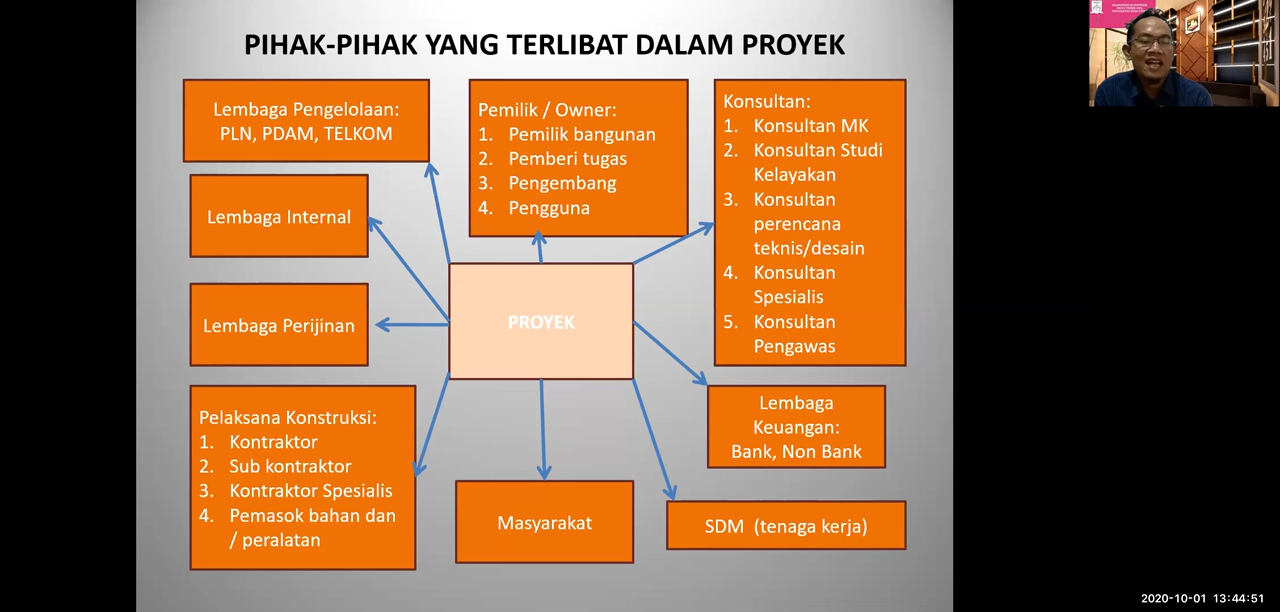 PIHAK-PIHAK YANG TERLIBAT DALAM PROYEK
Lembaga Pengelolaan:
PLN, PDAM, TELKOM
Pemilik / Owner:
1. Pemilik bangunan
2. Pemberi tugas
3. Pengembang
4. Pengguna
Konsultan:
1. Konsultan MK
2. Konsultan Studi
Kelayakan
3. Konsultan
perencana
teknis/desain
4. Konsultan
Spesialis
5. Konsultan
Pengawas
Lembaga Internal
Lembaga Perijinan
PROYEK
Pelaksana Konstruksi:
1. Kontraktor
2. Sub kontraktor
3. Kontraktor Spesialis
4. Pemasok bahan dan
/ peralatan
Masyarakat
Lembaga
Keuangan:
Bank, Non Bank
SDM (tenaga kerja)
2020-10-01 13:44:51